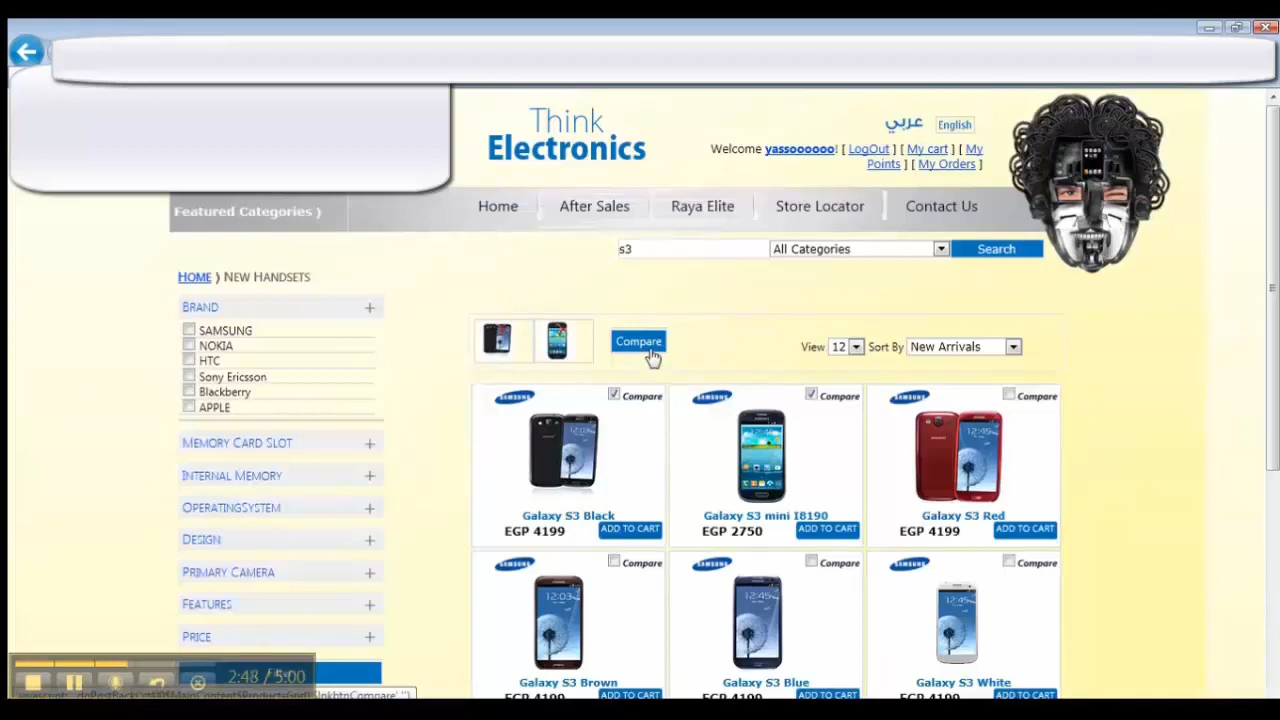 Think
Electronics
عربي English
Welcome yassoooooo! [ LogOut ] [ My cart ] [ My
Points ] [ My Orders ]
Featured Categories )
Home After Sales Raya Elite Store Locator Contact Us
s3 All Categories Search
HOME ) NEW HANDSETS
BRAND +
SAMSUNG
NOKIA
HTC
Sony Ericsson
Blackberry
APPLE
MEMORY CARD SLOT +
INTERNAL MEMORY +
OPERATINGSYSTEM +
DESIGN +
PRIMARY CAMERA +
FEATURES +
PRICE +
Compare View 12 Sort By New Arrivals
SAMSUNG Compare SAMSUNG Compare SAMSUNG Compare
Galaxy S3 Black Galaxy S3 mini I8190 Galaxy S3 Red
EGP 4199 ADD TO CART EGP 2750 ADD TO CART EGP 4199 ADD TO CART
SAMSUNG Compare SAMSUNG Compare SAMSUNG Compare
Galaxy S3 Brown Galaxy S3 Blue Galaxy S3 White
EGP 4199 ADD TO CART EGP 4199 ADD TO CART EGP 4199 ADD TO CART
2:48 / 5:00